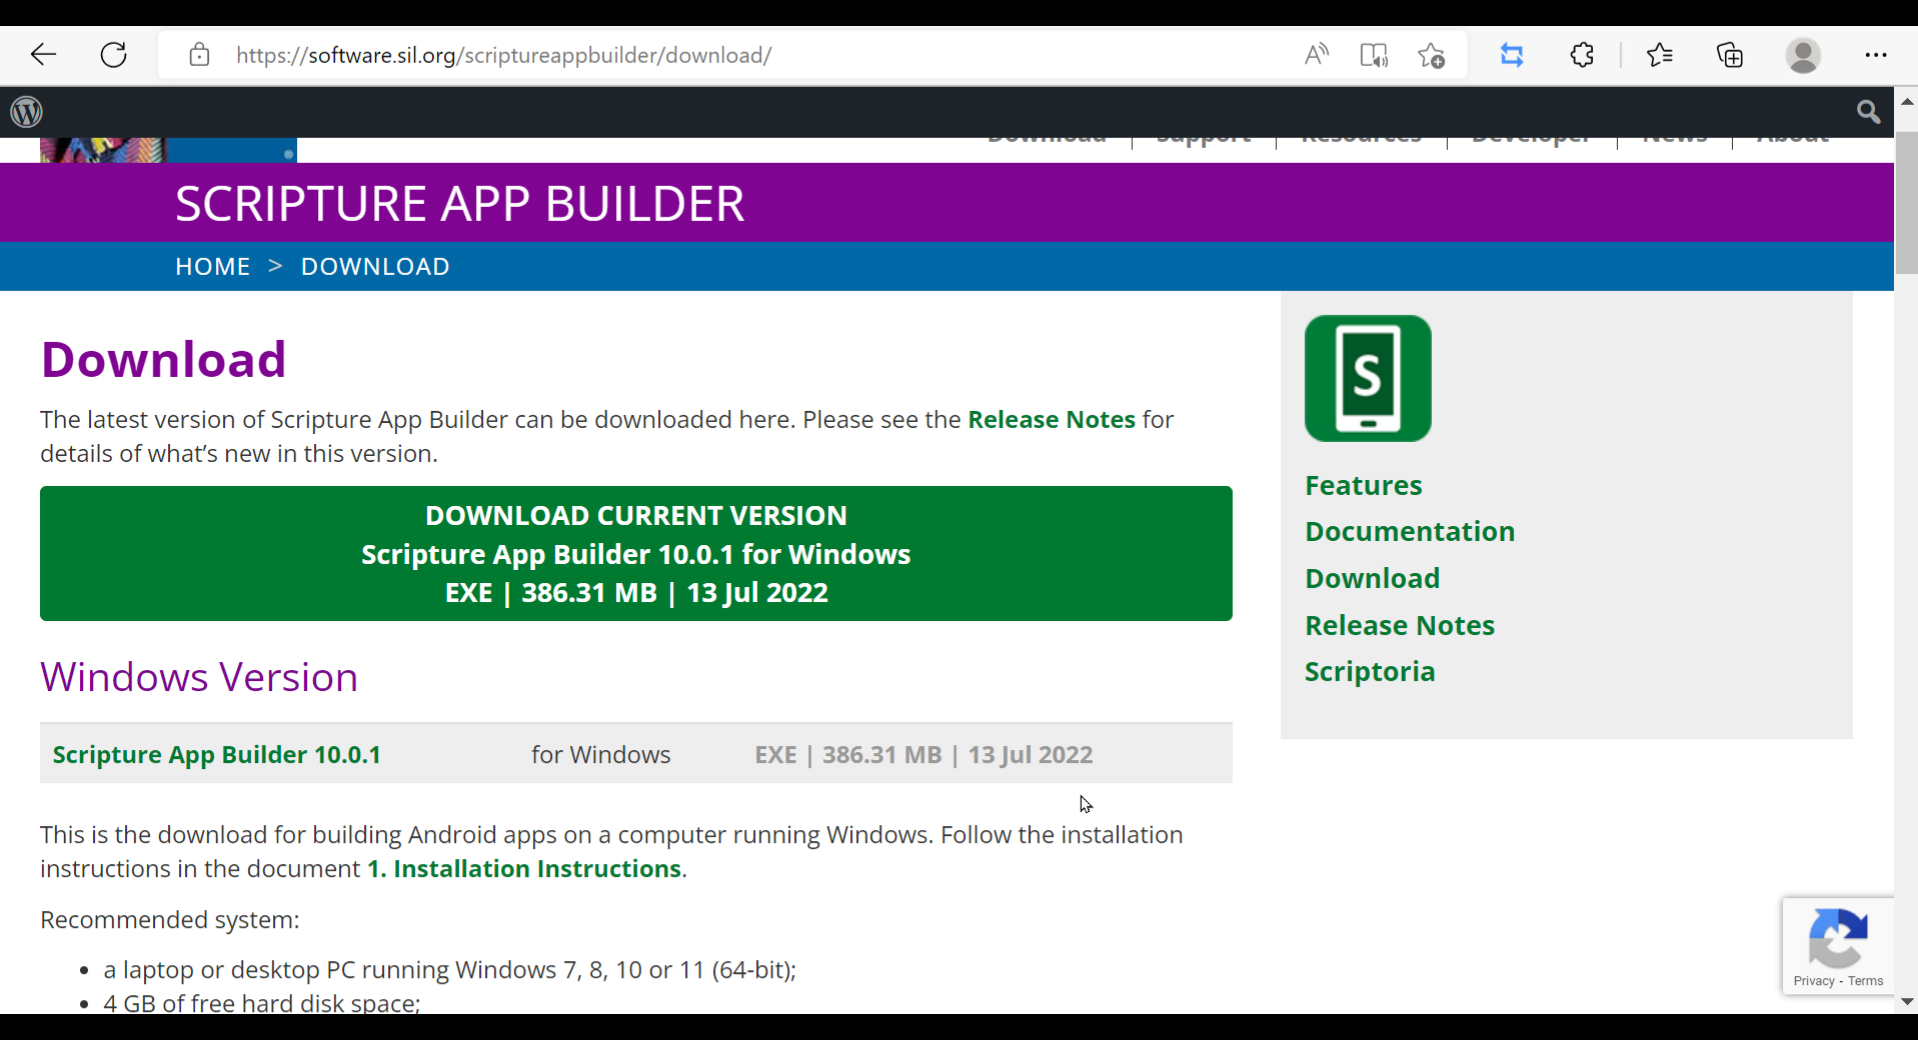 https://software.sil.org/scriptureappbuilder/download/
Download | Support | Resources | Developer | News | About
SCRIPTURE APP BUILDER
HOME > DOWNLOAD
Download
The latest version of Scripture App Builder can be downloaded here. Please see the Release Notes for
details of what's new in this version.
DOWNLOAD CURRENT VERSION
Scripture App Builder 10.0.1 for Windows
EXE | 386.31 MB | 13 Jul 2022
Windows Version
Scripture App Builder 10.0.1 for Windows EXE | 386.31 MB | 13 Jul 2022
This is the download for building Android apps on a computer running Windows. Follow the installation
instructions in the document 1. Installation Instructions.
Recommended system:
• a laptop or desktop PC running Windows 7, 8, 10 or 11 (64-bit);
• 4 GB of free hard disk space;
S
Features
Documentation
Download
Release Notes
Scriptoria
Privacy - Terms